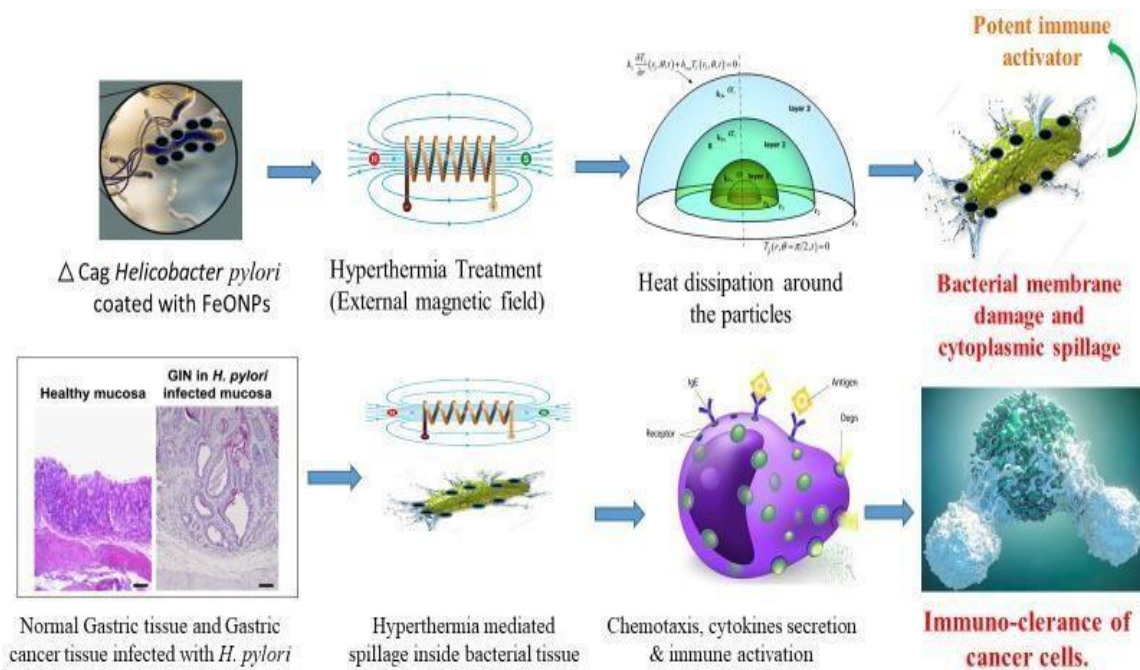 Potent immune
activator
layer 3
layer 2
N
S
△ Cag Helicobacter pylori
coated with FeONPs
Hyperthermia Treatment
(External magnetic field)
Heat dissipation around
the particles
Bacterial membrane
damage and
cytoplasmic spillage
Healthy mucosa
GIN in H. pylori
infected mucosa
IgE
Antigen
Receptor
Degs
Normal Gastric tissue and Gastric
cancer tissue infected with H. pylori
Hyperthermia mediated
spillage inside bacterial tissue
Chemotaxis, cytokines secretion
& immune activation
Immuno-clerance of
cancer cells.